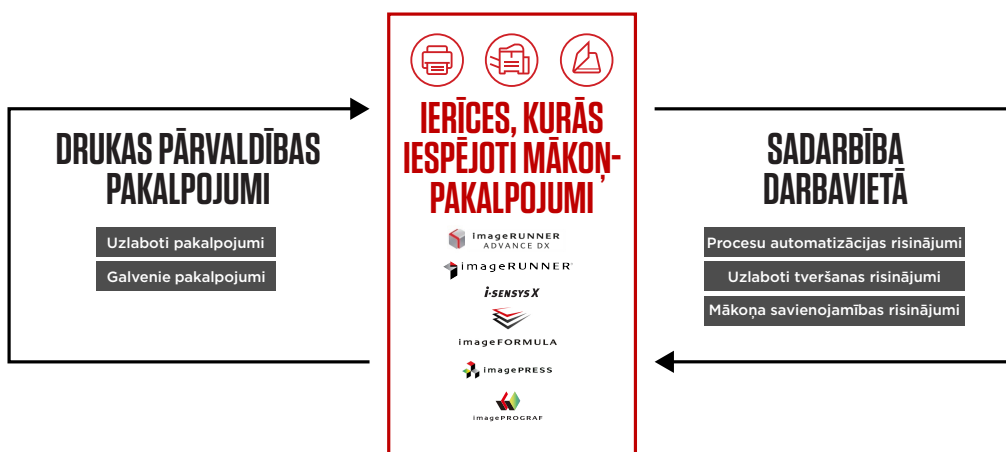 DRUKAS PĀRVALDĪBAS
PAKALPOJUMI
Uzlaboti pakalpojumi
Galvenie pakalpojumi
IERĪCES, KURĀS
IESPĒJOTI MĀKOŅ-
PAKALPOJUMI
imageRUNNER
ADVANCE DX
imageRUNNER
i-SENSYS X
imageFORMULA
imagePRESS
imagePROGRAF
SADARBĪBA
DARBAVIETĀ
Procesu automatizācijas risinājumi
Uzlaboti tveršanas risinājumi
Mākoņa savienojamības risinājumi